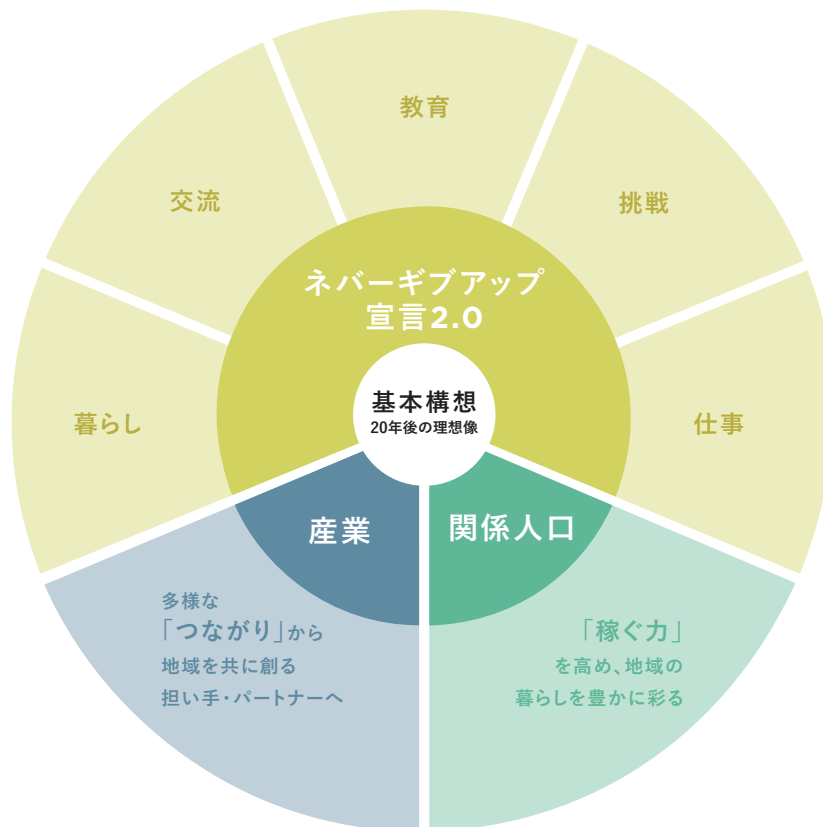 教育
交流
挑戦
ネバーギブアップ
宣言2.0
基本構想
20年後の理想像
暮らし
仕事
産業
関係人口
多様な
「つながり」から
地域を共に創る
担い手・パートナーへ
「稼ぐ力」
を高め、地域の
暮らしを豊かに彩る